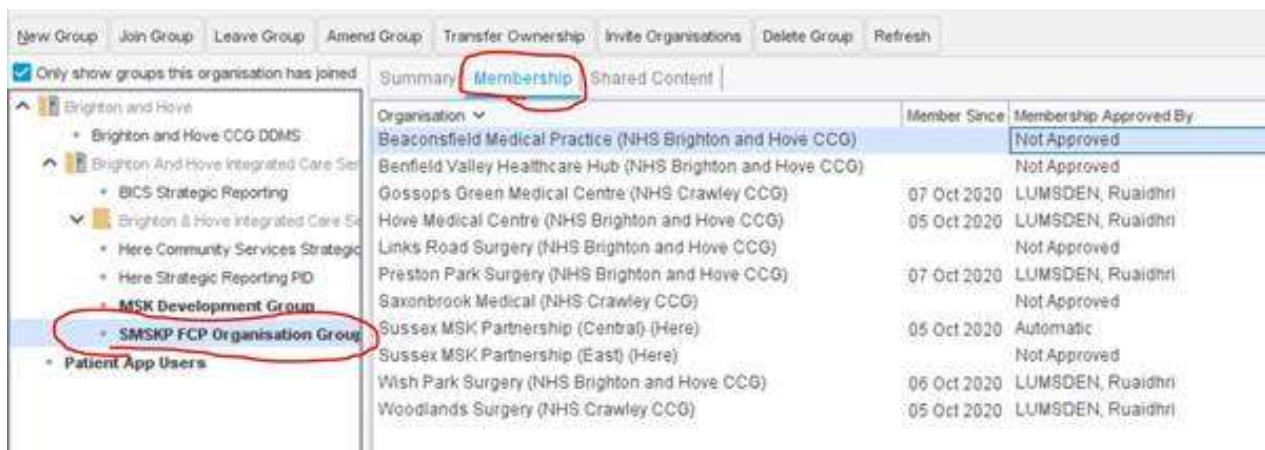 New Group Join Group Leave Group Amend Group Transfer Ownership Invite Organisations Delete Group Refresh
Only show groups this organisation has joined
Summary Membership Shared Content
Brighton and Hove
Brighton and Hove CCG DDMS
Brighton And Hove Integrated Care Ser
BICS Strategic Reporting
Brighton & Hove Integrated Care Se
Here Community Services Strategic
Here Strategic Reporting PID
MSK Development Group
SMSKP FCP Organisation Group
Patient App Users
Organisation Member Since Membership Approved By
Beaconsfield Medical Practice (NHS Brighton and Hove CCG) Not Approved
Benfield Valley Healthcare Hub (NHS Brighton and Hove CCG) Not Approved
Gossops Green Medical Centre (NHS Crawley CCG) 07 Oct 2020 LUMSDEN, Ruaidhri
Hove Medical Centre (NHS Brighton and Hove CCG) 05 Oct 2020 LUMSDEN, Ruaidhri
Links Road Surgery (NHS Brighton and Hove CCG) Not Approved
Preston Park Surgery (NHS Brighton and Hove CCG) 07 Oct 2020 LUMSDEN, Ruaidhri
Saxonbrook Medical (NHS Crawley CCG) Not Approved
Sussex MSK Partnership (Central) (Here) 05 Oct 2020 Automatic
Sussex MSK Partnership (East) (Here) Not Approved
Wish Park Surgery (NHS Brighton and Hove CCG) 06 Oct 2020 LUMSDEN, Ruaidhri
Woodlands Surgery (NHS Crawley CCG) 05 Oct 2020 LUMSDEN, Ruaidhri